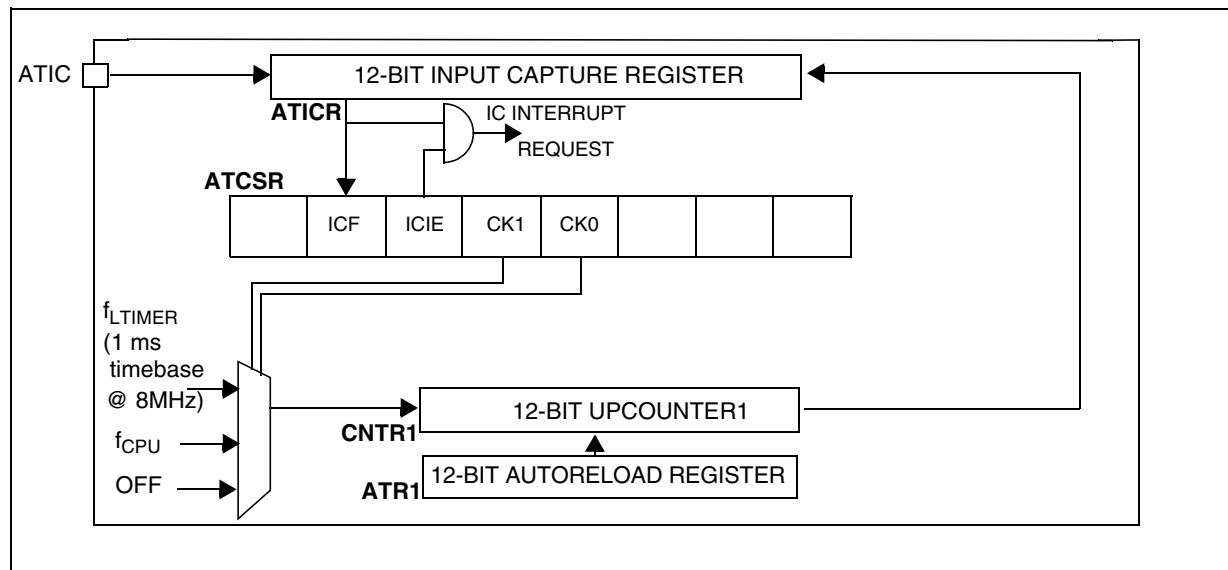 ATIC
12-BIT INPUT CAPTURE REGISTER
ATICR
IC INTERRUPT
REQUEST
ATCSR
ICF
ICIE
CK1
CK0
fLTIMER
(1 ms
timebase
@ 8MHz)
fCPU
OFF
12-BIT UPCOUNTER1
CNTR1
12-BIT AUTORELOAD REGISTER
ATR1